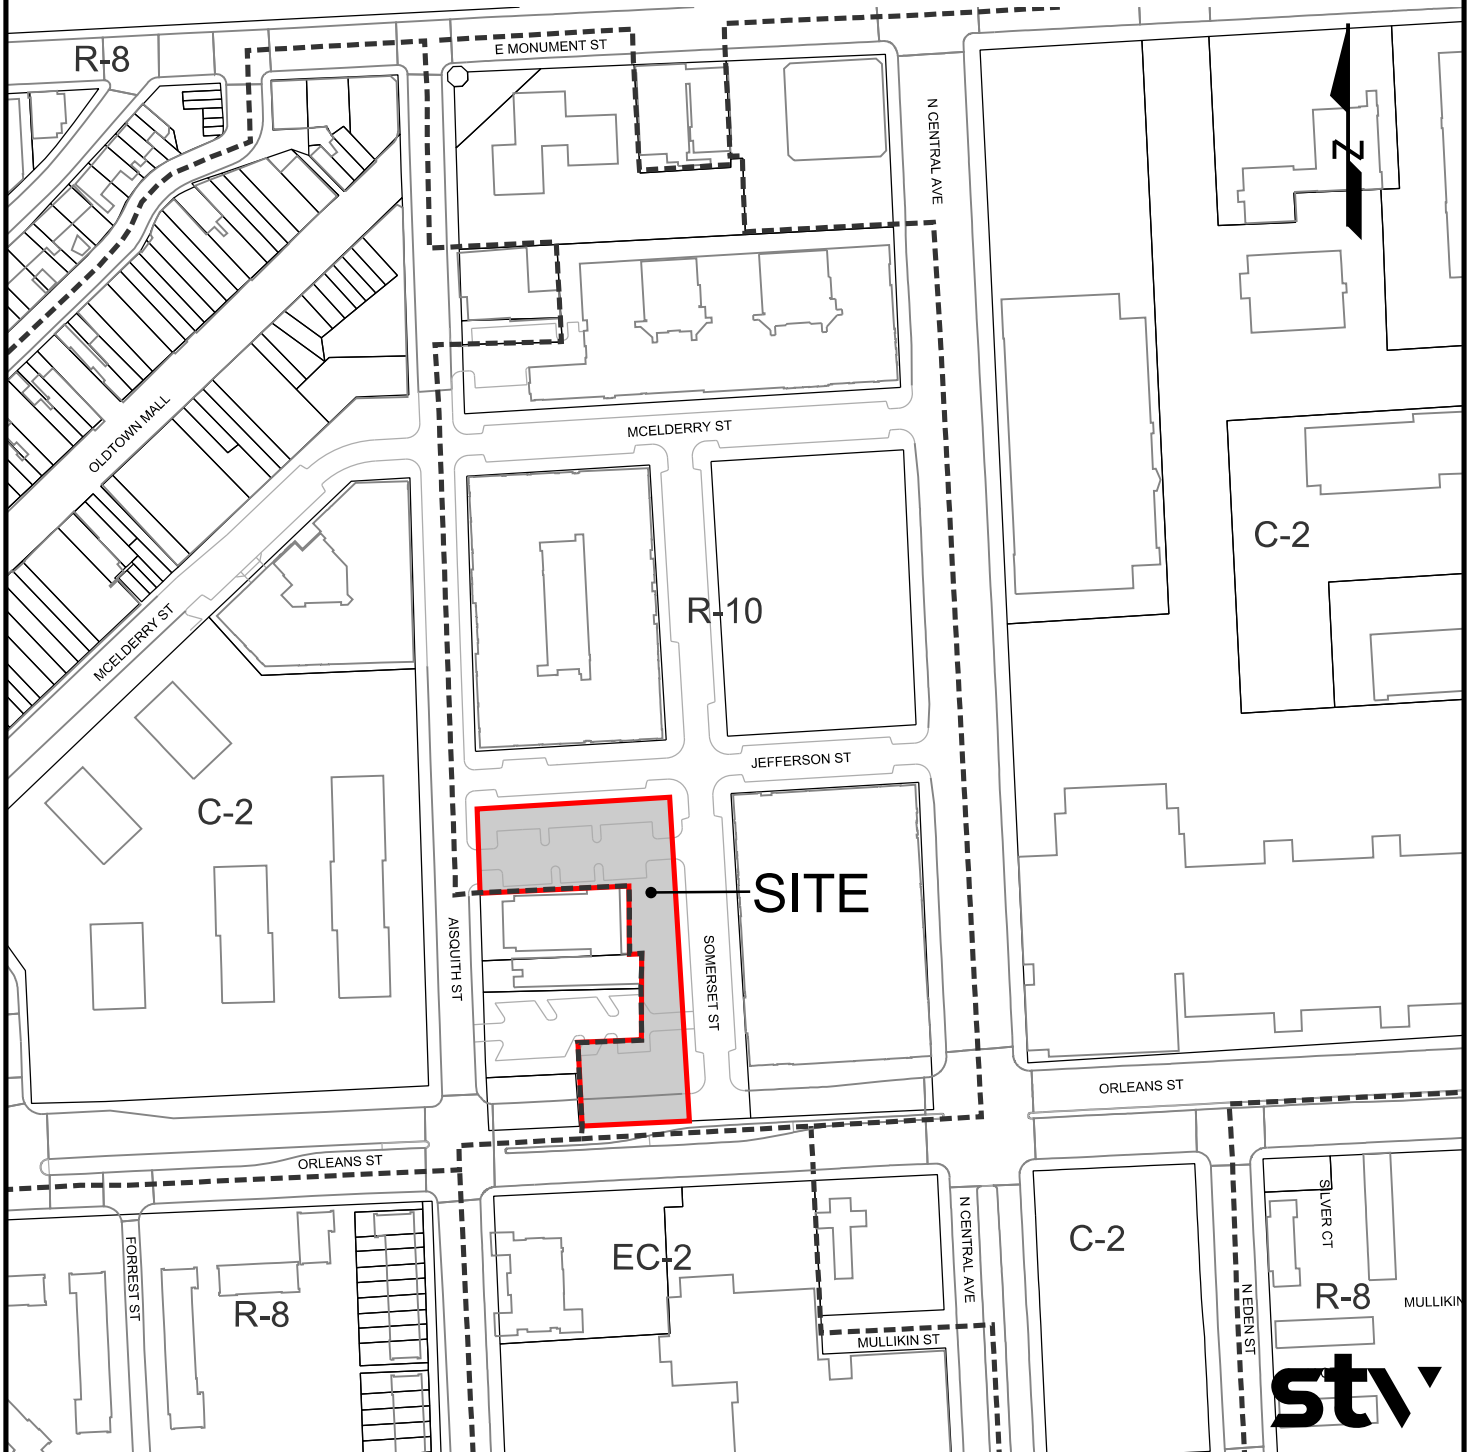 R-8
E MONUMENT ST
N CENTRAL AVE
N
OLDTOWN MALL
MCELDERRY ST
C-2
R-10
MCELDERRY ST
JEFFERSON ST
C-2
SITE
AISQUITH ST
SOMERSET ST
ORLEANS ST
ORLEANS ST
SILVER CT
N CENTRAL AVE
C-2
FORREST ST
EC-2
R-8
N EDEN ST
R-8
MULLIKIN
MULLIKIN ST
stv